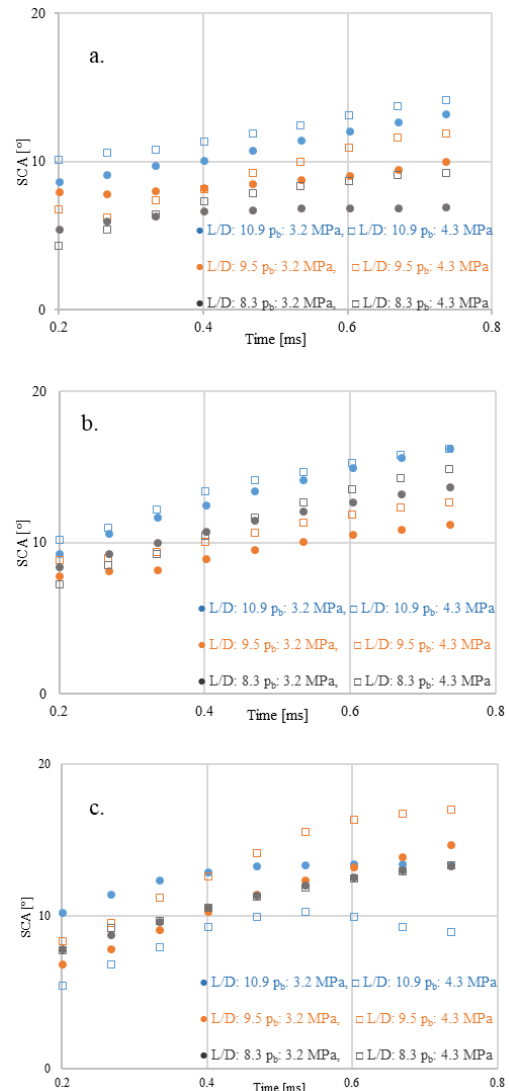 20
a.
SCA [°]
10
L/D: 10.9 pb: 3.2 MPa, L/D: 10.9 pb: 4.3 MPa
L/D: 9.5 pb: 3.2 MPa, L/D: 9.5 pb: 4.3 MPa
L/D: 8.3 pb: 3.2 MPa, L/D: 8.3 pb: 4.3 MPa
0
0.2 0.4 0.6 0.8
Time [ms]
20
b.
SCA [°]
10
L/D: 10.9 pb: 3.2 MPa, L/D: 10.9 pb: 4.3 MPa
L/D: 9.5 pb: 3.2 MPa, L/D: 9.5 pb: 4.3 MPa
L/D: 8.3 pb: 3.2 MPa, L/D: 8.3 pb: 4.3 MPa
0
0.2 0.4 0.6 0.8
Time [ms]
20
c.
SCA [°]
10
L/D: 10.9 pb: 3.2 MPa, L/D: 10.9 pb: 4.3 MPa
L/D: 9.5 pb: 3.2 MPa, L/D: 9.5 pb: 4.3 MPa
L/D: 8.3 pb: 3.2 MPa, L/D: 8.3 pb: 4.3 MPa
0
0.2 0.4 0.6 0.8
Time [ms]